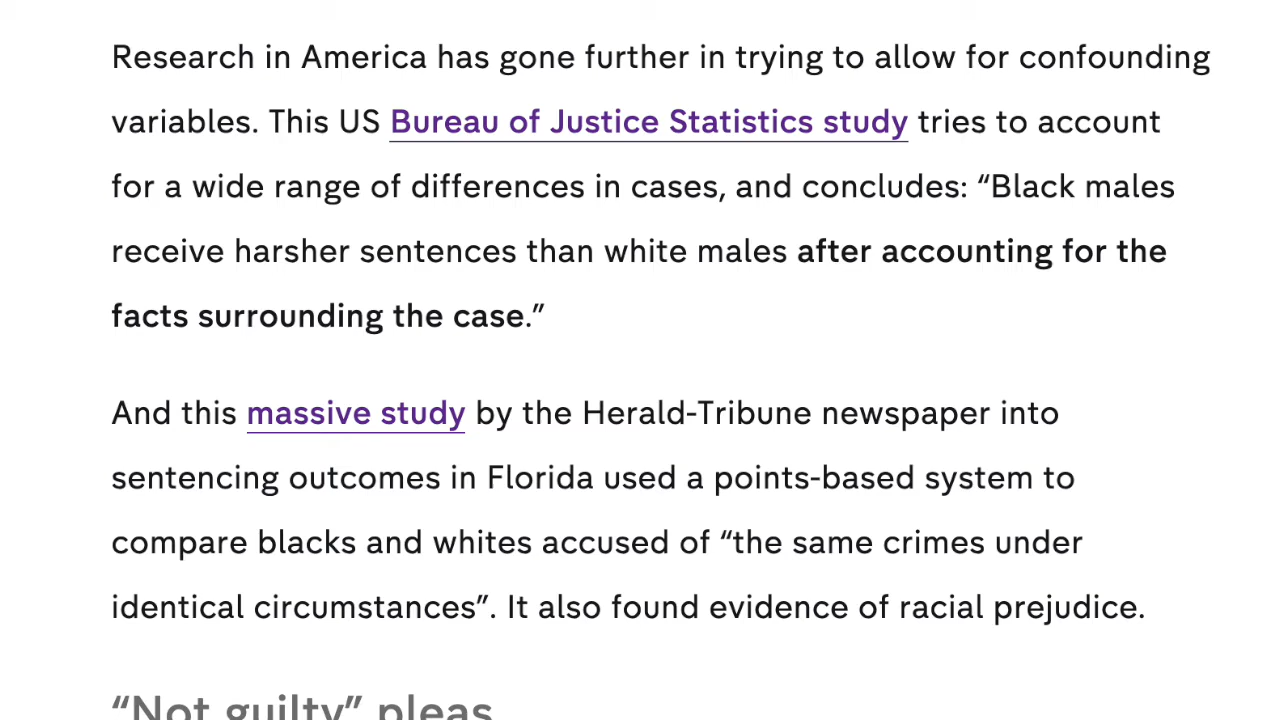 Research in America has gone further in trying to allow for confounding
variables. This US Bureau of Justice Statistics study tries to account
for a wide range of differences in cases, and concludes: “Black males
receive harsher sentences than white males after accounting for the
facts surrounding the case.”
And this massive study by the Herald-Tribune newspaper into
sentencing outcomes in Florida used a points-based system to
compare blacks and whites accused of “the same crimes under
identical circumstances”. It also found evidence of racial prejudice.
“Not guilty” pleas